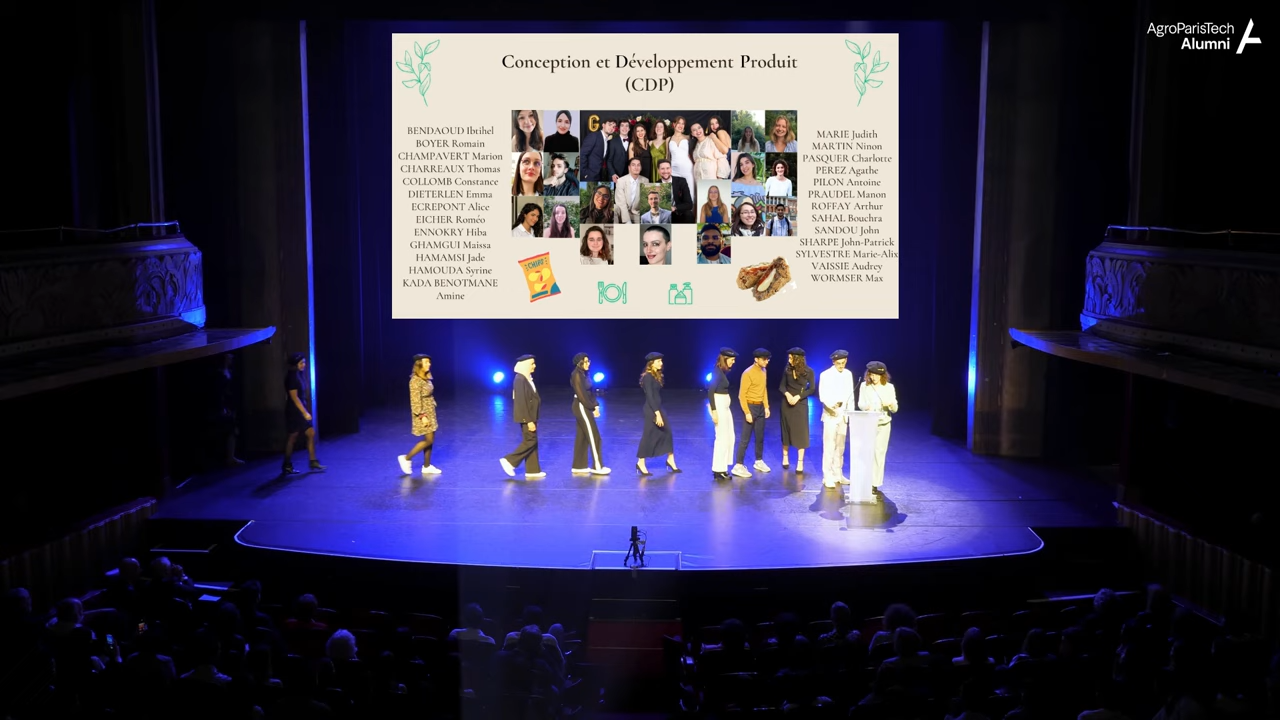 AgroParisTech
Alumni
Conception et Développement Produit
(CDP)
BENDAOUD Ibtihel
BOYER Romain
CHAMPAVERT Marion
CHARREAUX Thomas
COLLOMB Constance
DIETERLEN Emma
ECREPONT Alice
EICHER Roméo
ENNOKRY Hiba
GHAMGUI Maissa
HAMAMSI Jade
HAMOUDA Syrine
KADA BENOTMANE
Amine
MARIE Judith
MARTIN Ninon
PASQUER Charlotte
PEREZ Agathe
PILON Antoine
PRAUDEL Manon
ROFFAY Arthur
SAHAL Bouchra
SANDOU John
SHARPE John-Patrick
SYLVESTRE Marie-Alix
VAISSIE Audrey
WORMSER Max
G
CHIPS